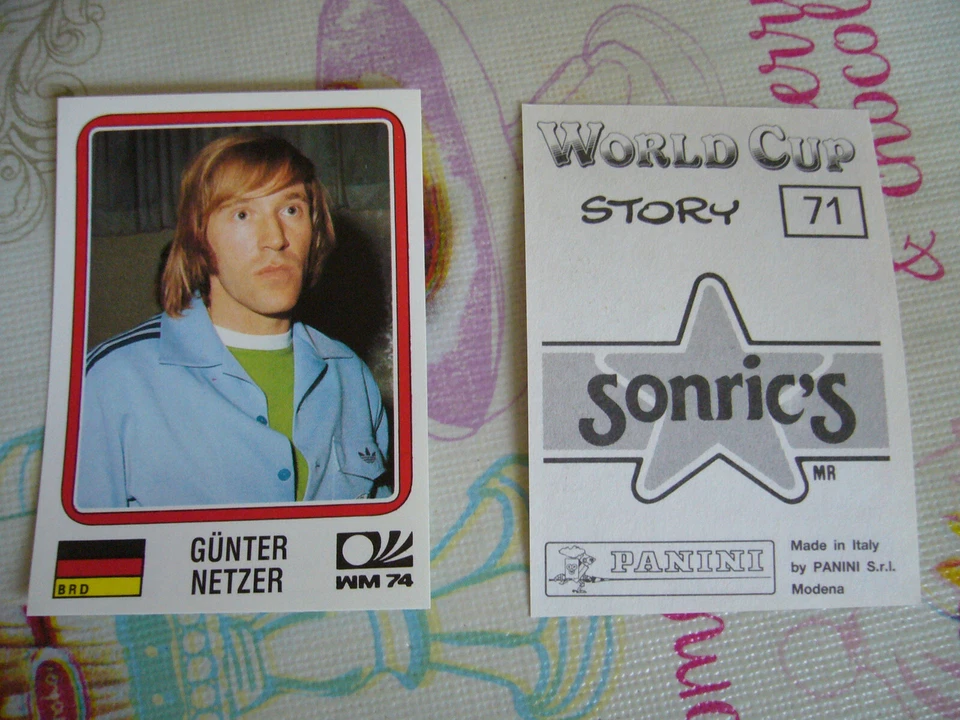 BRD
GÜNTER
NETZER
WM 74
WORLD CUP
STORY
71
sonric's
MR
PANINI
Made in Italy
by PANINI S.r.l.
Modena
&